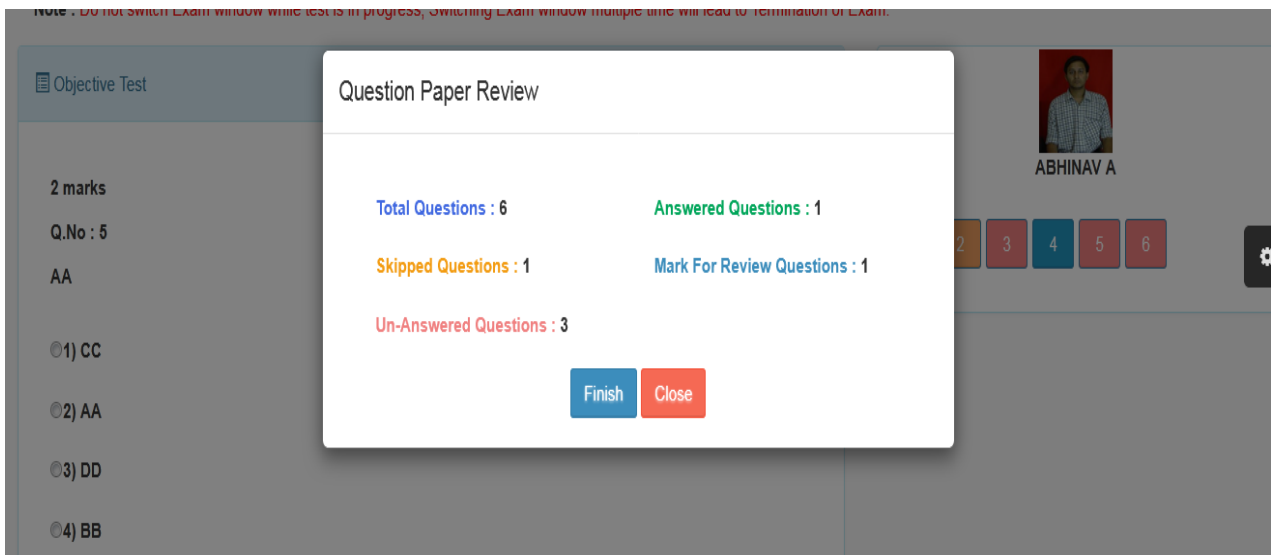 Note : Do not switch Exam window while test is in progress, Switching Exam window multiple time will lead to Termination of Exam.
Objective Test
2 marks
Q.No : 5
AA
1) CC
2) AA
3) DD
4) BB
Question Paper Review
Total Questions : 6
Answered Questions : 1
Skipped Questions : 1
Mark For Review Questions : 1
Un-Answered Questions : 3
Finish
Close
ABHINAV A
2 3 4 5 6